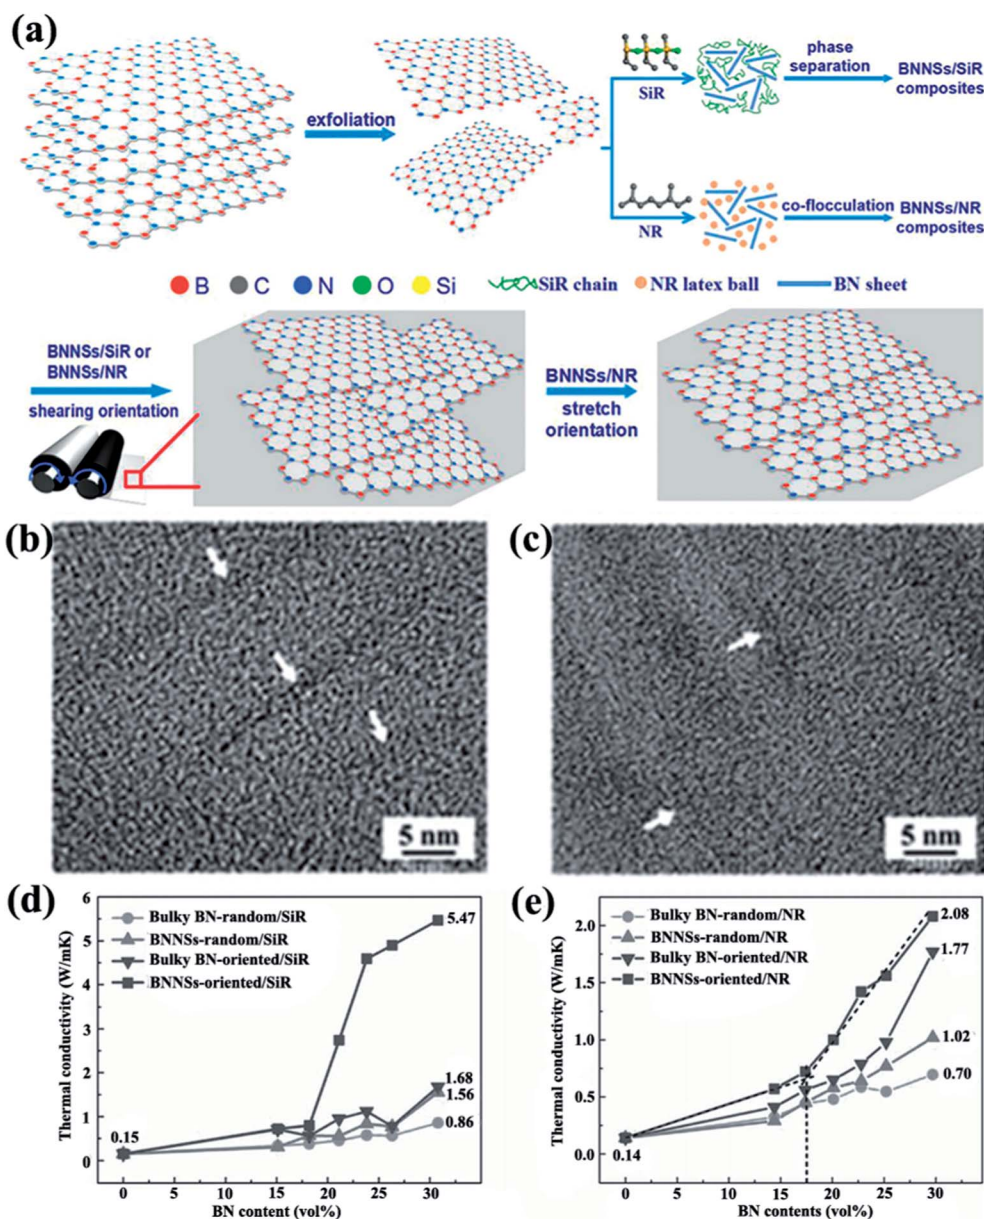 (a)
exfoliation
SiR
phase
separation
BNNSs/SiR
composites
NR
co-flocculation
BNNSs/NR
composites
B C N O Si SiR chain NR latex ball BN sheet
BNNSs/SiR or
BNNSs/NR
shearing orientation
BNNSs/NR
stretch
orientation
(b)
5 nm
(c)
5 nm
(d)
Thermal conductivity (W/mK)
6
5
4
3
2
1
0
Bulky BN-random/SiR
BNNSs-random/SiR
Bulky BN-oriented/SiR
BNNSs-oriented/SiR
5.47
1.68
1.56
0.86
0.15
0 5 10 15 20 25 30
BN content (vol%)
(e)
Thermal conductivity (W/mK)
2.0
1.5
1.0
0.5
0.0
Bulky BN-random/NR
BNNSs-random/NR
Bulky BN-oriented/NR
BNNSs-oriented/NR
2.08
1.77
1.02
0.70
0.14
0 5 10 15 20 25 30
BN contents (vol%)